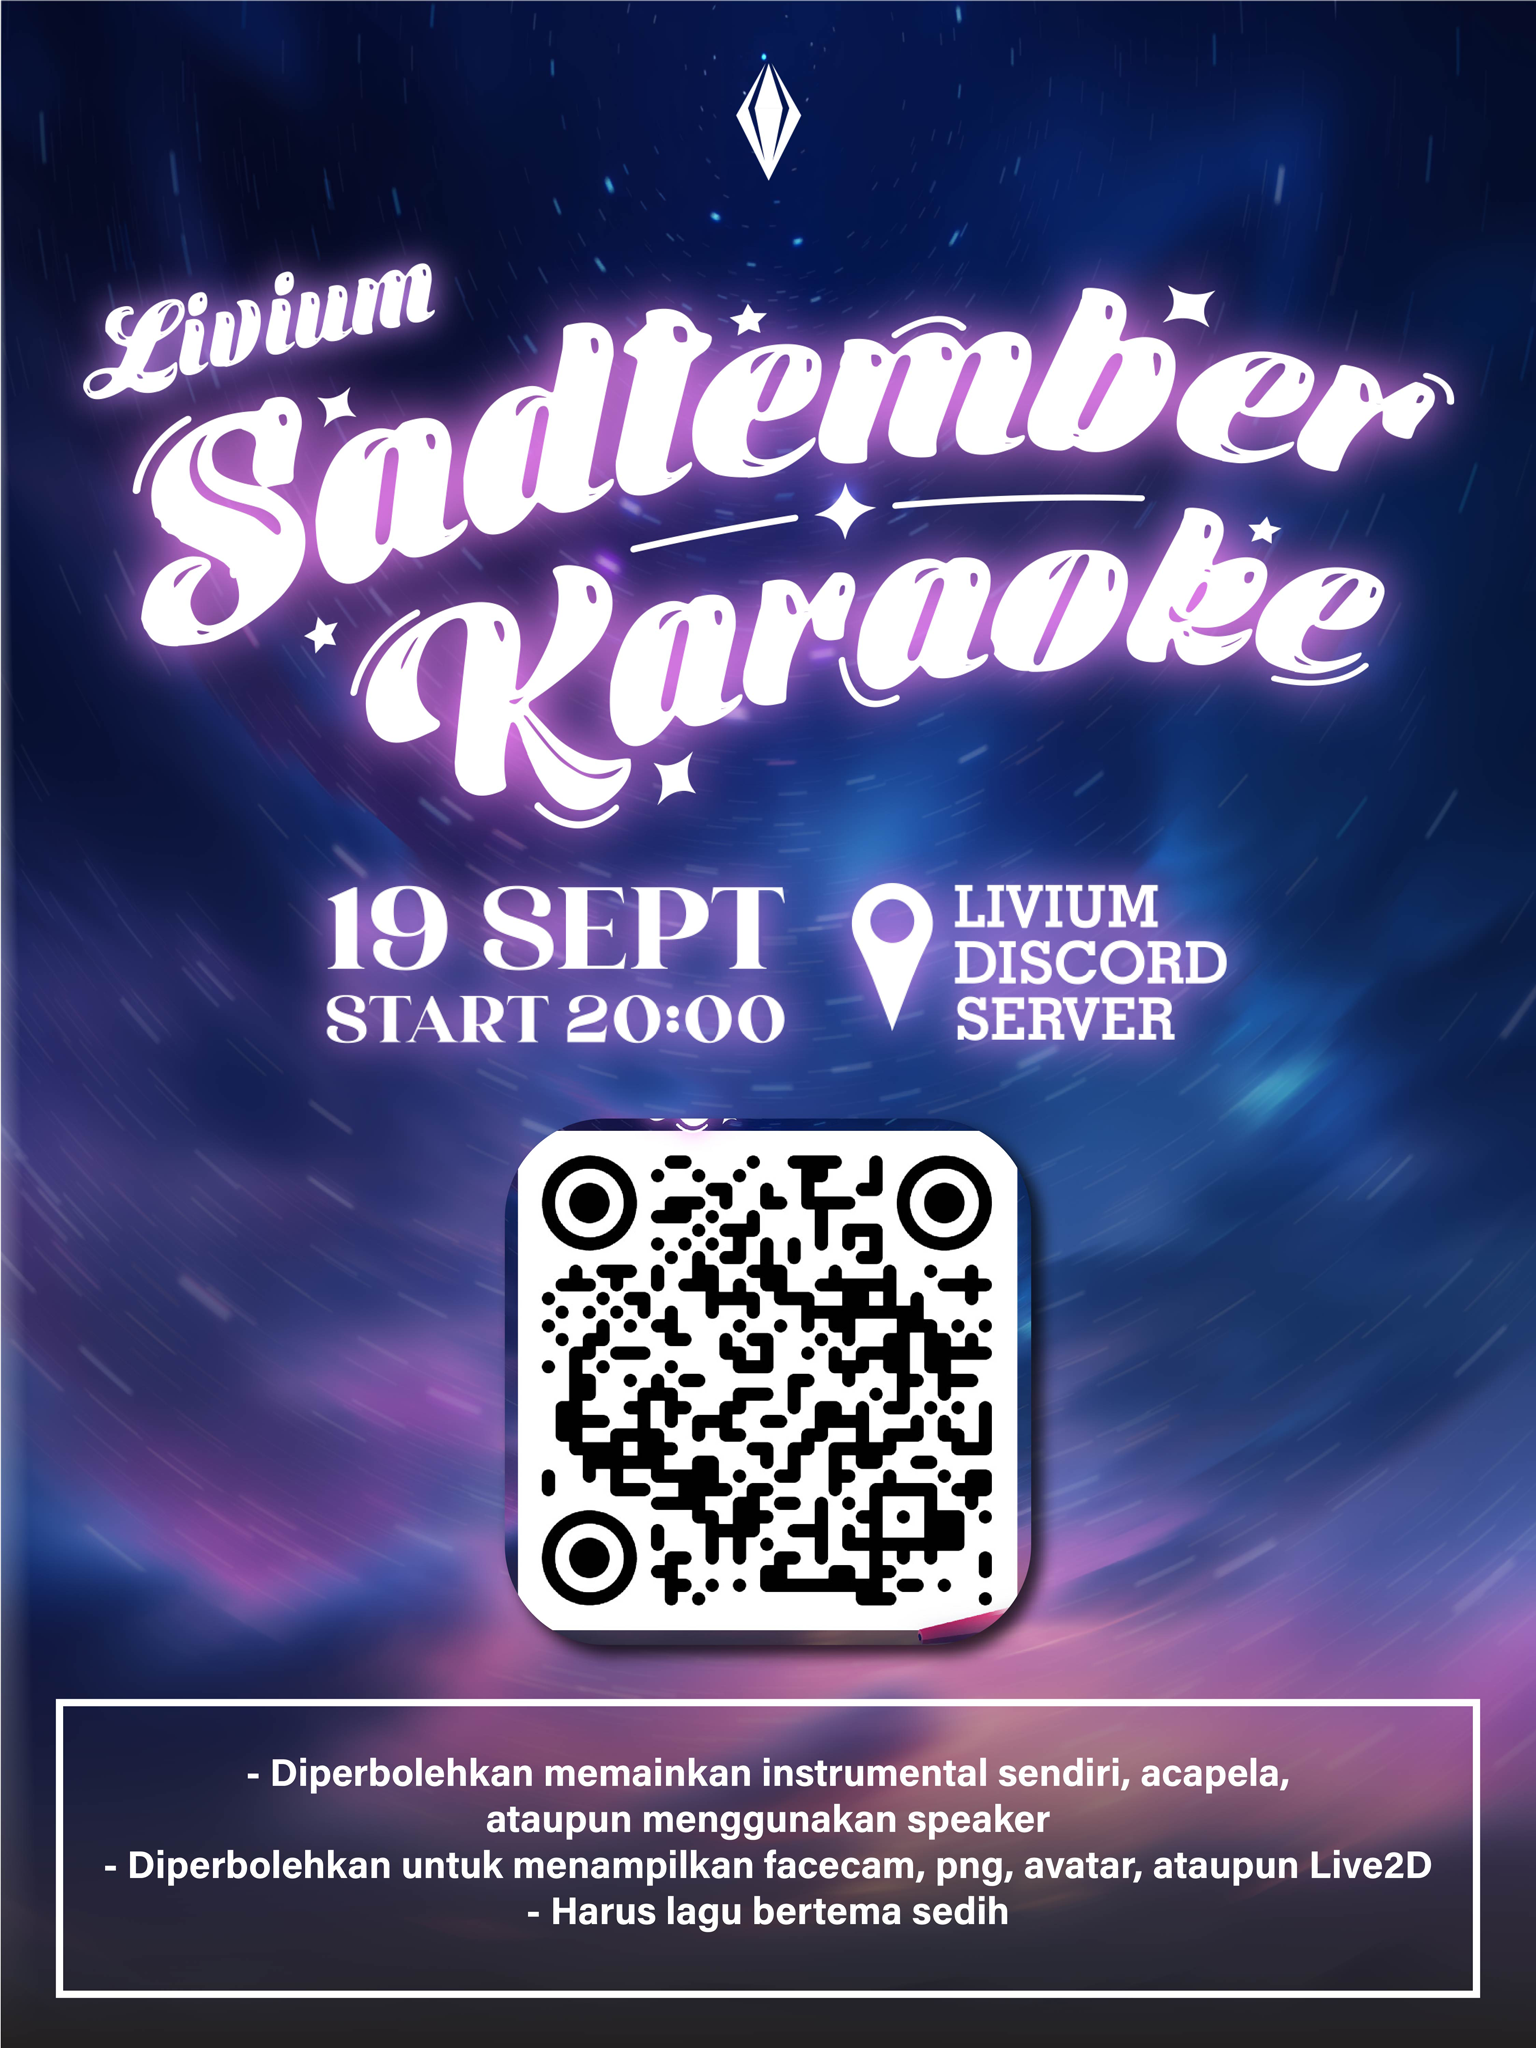 Livium
Sadtember
Karaoke
19 SEPT
START 20:00
LIVIUM
DISCORD
SERVER
- Diperbolehkan memainkan instrumental sendiri, acapela,
ataupun menggunakan speaker
- Diperbolehkan untuk menampilkan facecam, png, avatar, ataupun Live2D
- Harus lagu bertema sedih